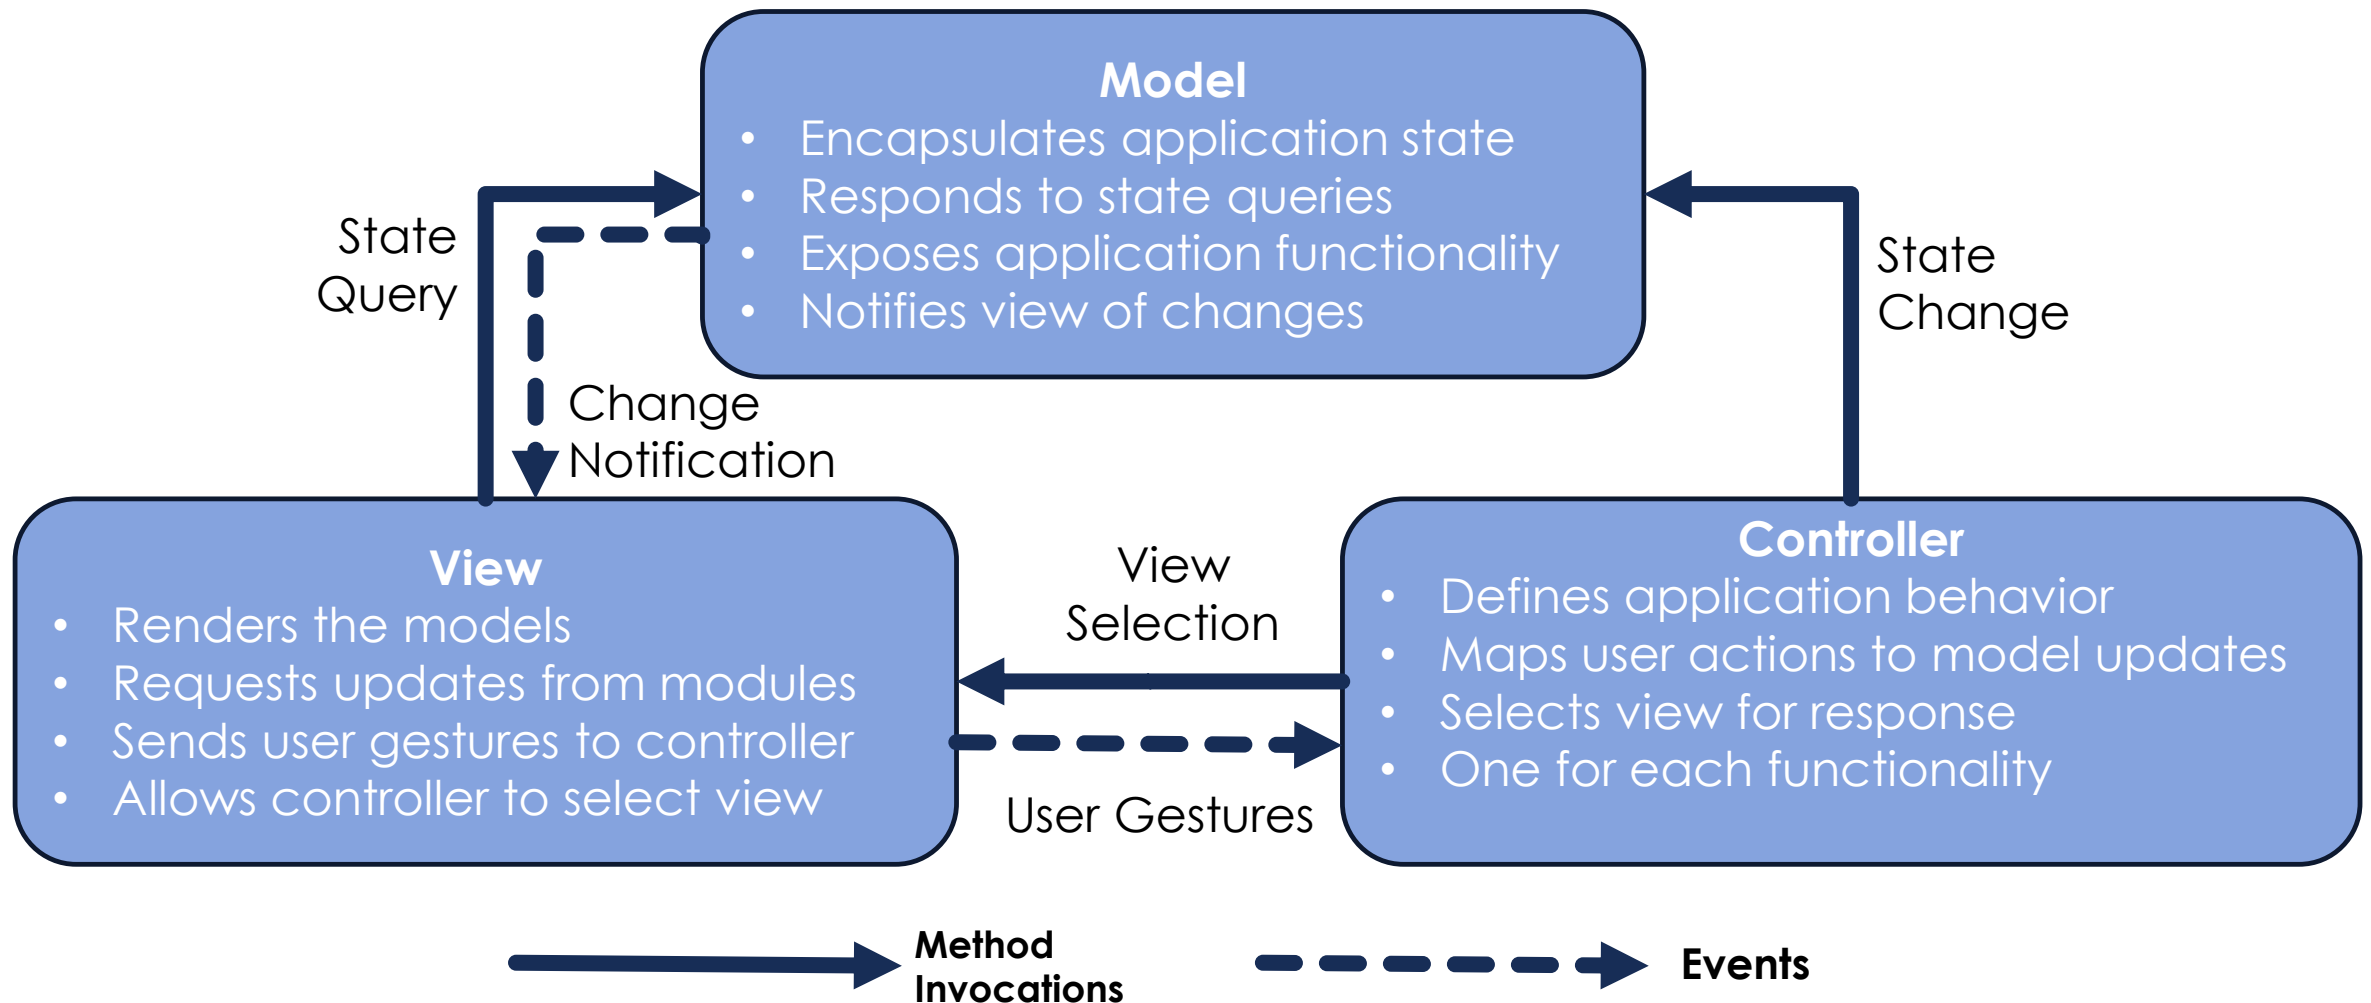 Model
• Encapsulates application state
• Responds to state queries
• Exposes application functionality
• Notifies view of changes
State
Query
State
Change
Change
Notification
View
• Renders the models
• Requests updates from modules
• Sends user gestures to controller
• Allows controller to select view
View
Selection
User Gestures
Controller
• Defines application behavior
• Maps user actions to model updates
• Selects view for response
• One for each functionality
Method
Invocations
Events